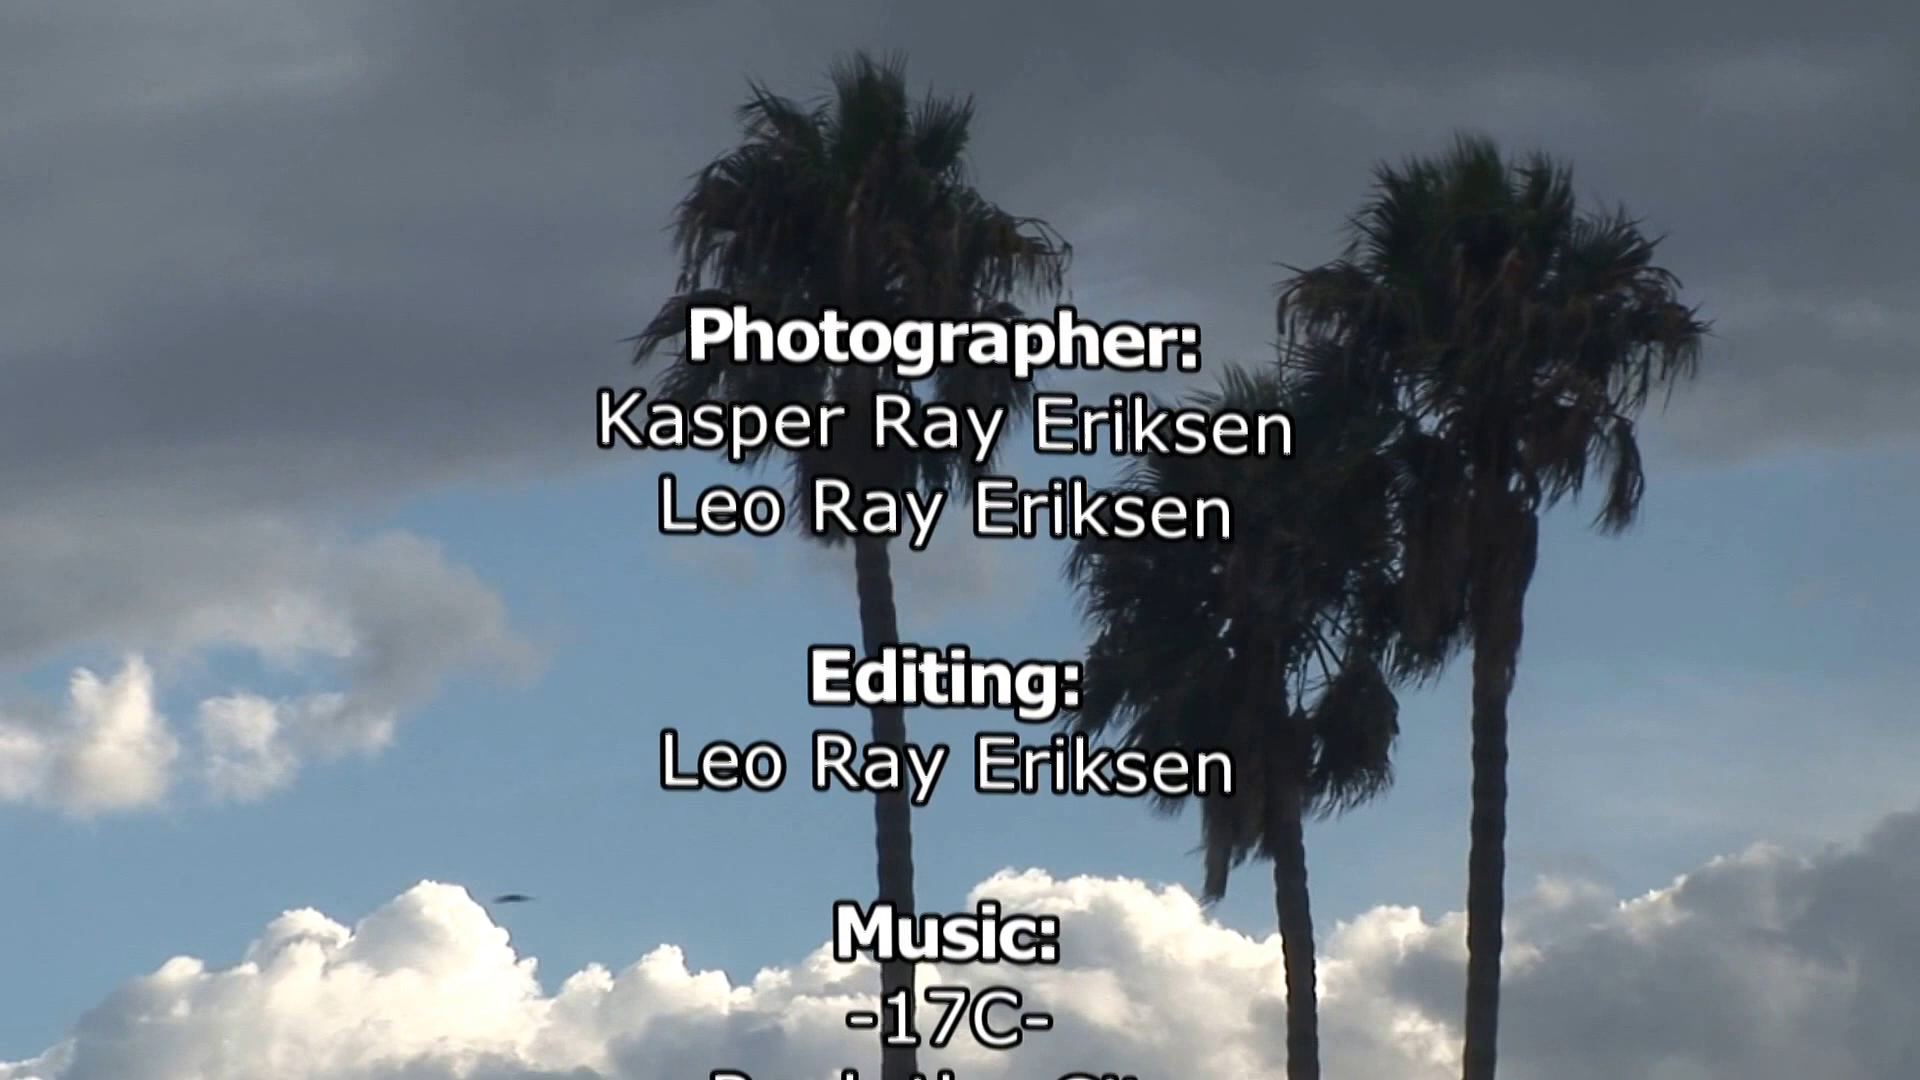 Photographer:
Kasper Ray Eriksen
Leo Ray Eriksen
Editing:
Leo Ray Eriksen
Music:
-17C-